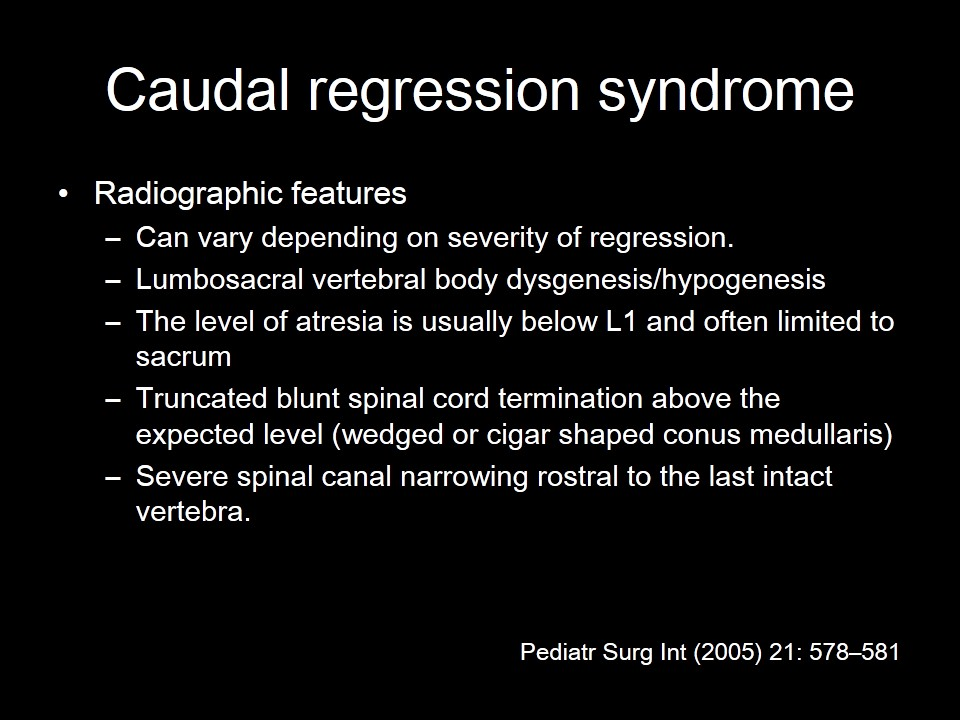 Caudal regression syndrome
• Radiographic features
– Can vary depending on severity of regression.
– Lumbosacral vertebral body dysgenesis/hypogenesis
– The level of atresia is usually below L1 and often limited to
sacrum
– Truncated blunt spinal cord termination above the
expected level (wedged or cigar shaped conus medullaris)
– Severe spinal canal narrowing rostral to the last intact
vertebra.
Pediatr Surg Int (2005) 21: 578–581